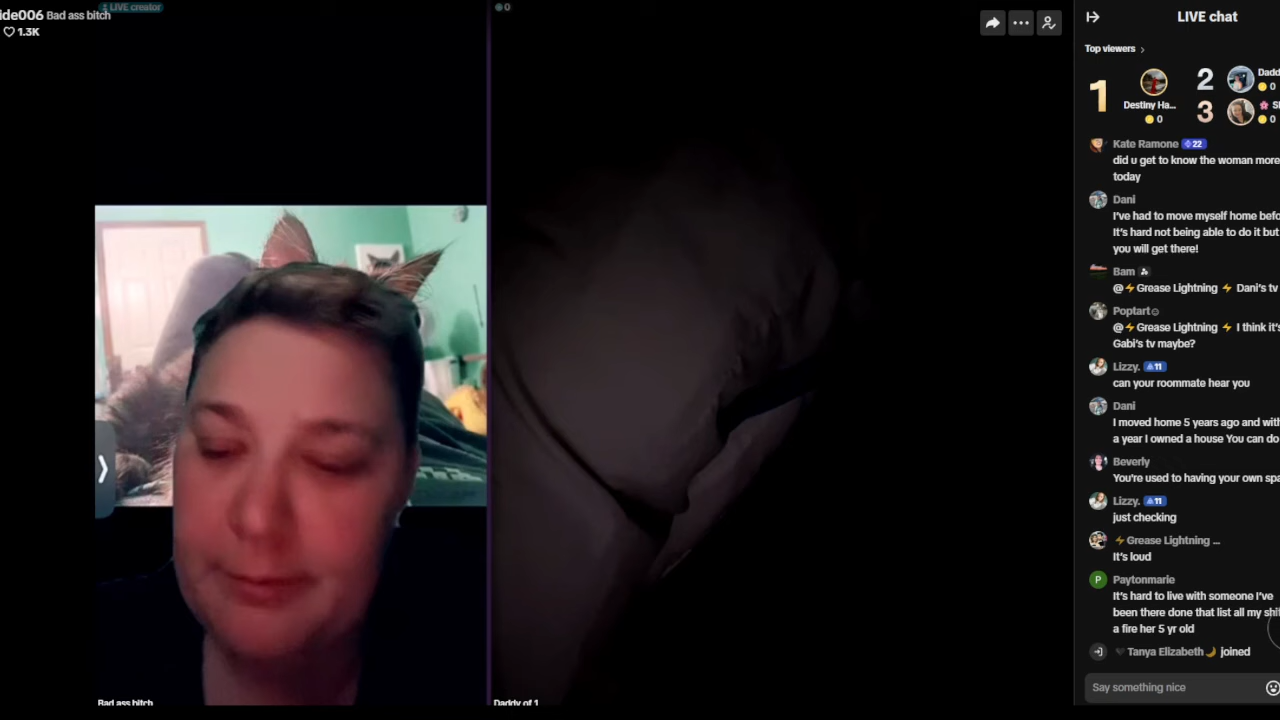 ide006 Bad ass bitch
LIVE creator
1.3K
0
LIVE chat
Top viewers
1
Destiny Ha...
0
2
Dadd
0
3
0
Kate Ramone 22
did u get to know the woman more
today
Dani
I've had to move myself home befo
It's hard not being able to do it but
you will get there!
Bam
@⚡Grease Lightning ⚡ Dani's tv
Poptart
@⚡Grease Lightning ⚡ I think it's
Gabi's tv maybe?
Lizzy. 11
can your roommate hear you
Dani
I moved home 5 years ago and with
a year I owned a house You can do
Beverly
You're used to having your own spa
Lizzy. 11
just checking
⚡Grease Lightning ...
It's loud
P
Paytonmarie
It's hard to live with someone I've
been there done that list all my shit
a fire her 5 yr old
Tanya Elizabeth🌙 joined
Say something nice
Bad ass bitch
Daddy of 1